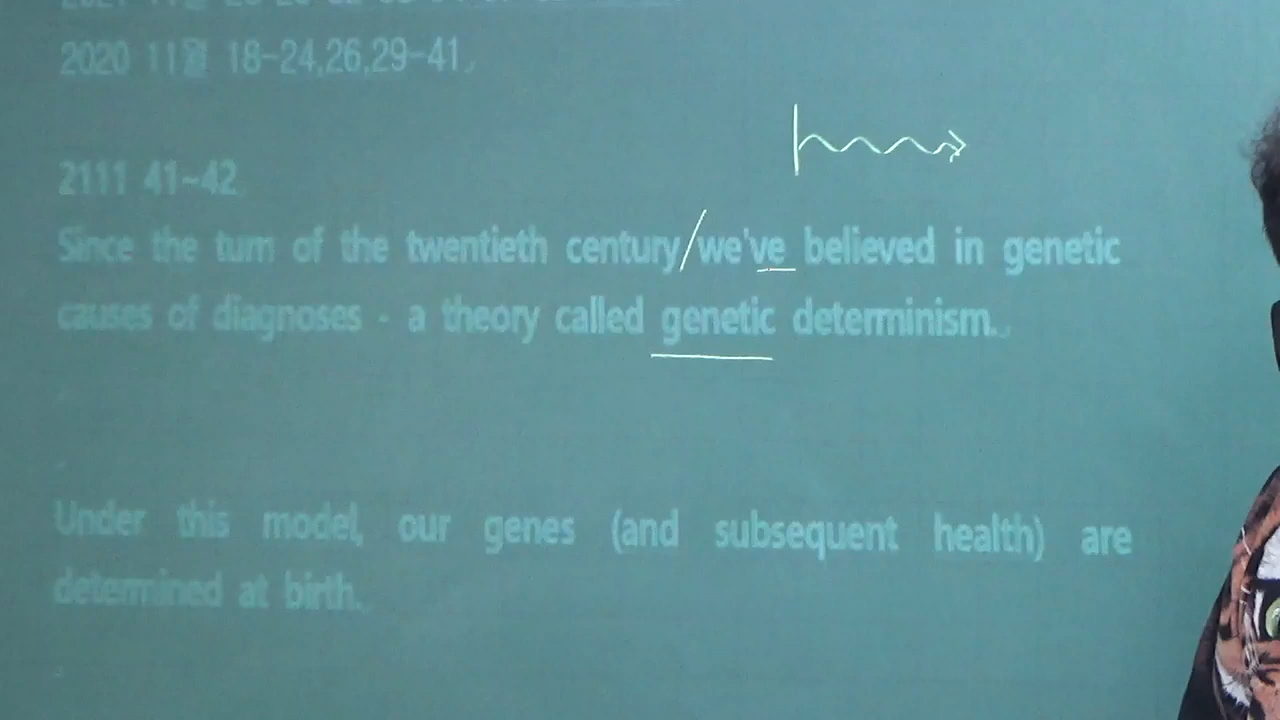 2020 11월 18-24,26,29-41
2111 41~42
Since the turn of the twentieth century we've believed in genetic
causes of diagnoses - a theory called genetic determinism.
Under this model, our genes (and subsequent health) are
determined at birth.